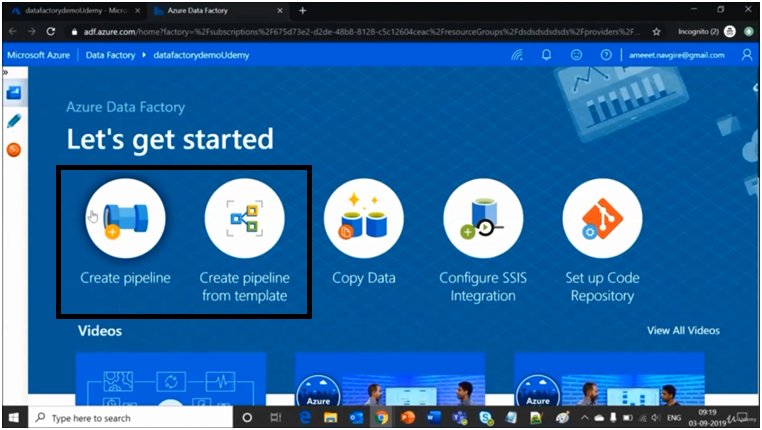 datafactorydemoUdemy - Micros
Azure Data Factory
adf.azure.com/home?factory=%2Fsubscriptions%2F675d73e2-d2de-48b8-8128-c5c12604ceac%2FresourceGroups%2Fdsdsdsdsdsds%2Fproviders%2F...
Incognito (2)
Microsoft Azure
Data Factory
datafactorydemoUdemy
ameeet.navgire@gmail.com
»
Azure Data Factory
Let's get started
Create pipeline
Create pipeline
from template
Copy Data
Configure SSIS
Integration
Set up Code
Repository
Videos
View All Videos
Azure
Azure
Type here to search
ENG
09:19
03-09-2019
Udemy